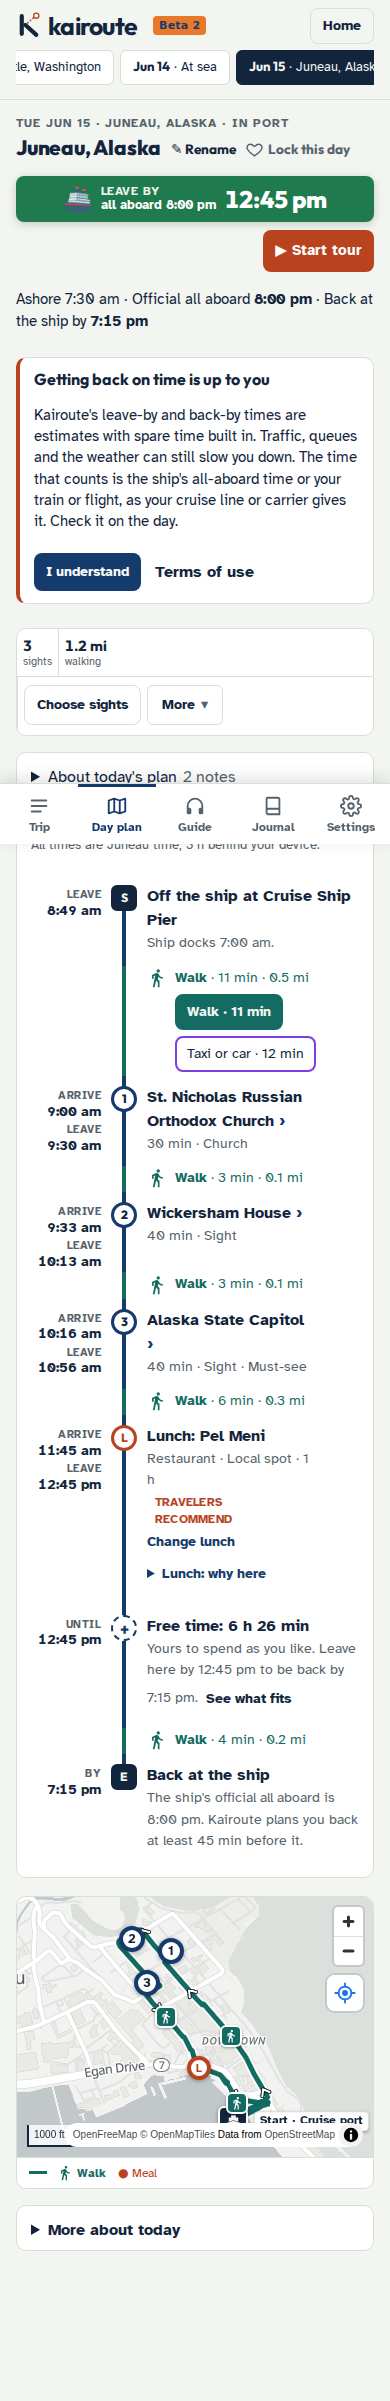 kairoute
Beta 2
Home
le, Washington
Jun 14 · At sea
Jun 15 · Juneau, Alask
TUE JUN 15 · JUNEAU, ALASKA · IN PORT
Juneau, Alaska
✎ Rename
Lock this day
LEAVE BY
all aboard 8:00 pm
12:45 pm
▶ Start tour
Ashore 7:30 am · Official all aboard 8:00 pm · Back at
the ship by 7:15 pm
Getting back on time is up to you
Kairoute's leave-by and back-by times are
estimates with spare time built in. Traffic, queues
and the weather can still slow you down. The time
that counts is the ship's all-aboard time or your
train or flight, as your cruise line or carrier gives
it. Check it on the day.
I understand
Terms of use
3
sights
1.2 mi
walking
Choose sights
More ▾
▶ About today's plan 2 notes
Trip
Day plan
Guide
Journal
Settings
All times are Juneau time, 3 h behind your device.
LEAVE
8:49 am
S
Off the ship at Cruise Ship
Pier
Ship docks 7:00 am.
Walk · 11 min · 0.5 mi
Walk · 11 min
Taxi or car · 12 min
ARRIVE
9:00 am
LEAVE
9:30 am
1
St. Nicholas Russian
Orthodox Church ›
30 min · Church
Walk · 3 min · 0.1 mi
ARRIVE
9:33 am
LEAVE
10:13 am
2
Wickersham House ›
40 min · Sight
Walk · 3 min · 0.1 mi
ARRIVE
10:16 am
LEAVE
10:56 am
3
Alaska State Capitol
›
40 min · Sight · Must-see
Walk · 6 min · 0.3 mi
ARRIVE
11:45 am
LEAVE
12:45 pm
L
Lunch: Pel Meni
Restaurant · Local spot · 1
h
TRAVELERS
RECOMMEND
Change lunch
▶ Lunch: why here
UNTIL
12:45 pm
+
Free time: 6 h 26 min
Yours to spend as you like. Leave
here by 12:45 pm to be back by
7:15 pm. See what fits
Walk · 4 min · 0.2 mi
BY
7:15 pm
E
Back at the ship
The ship's official all aboard is
8:00 pm. Kairoute plans you back
at least 45 min before it.
2
1
3
u
+
−
Egan Drive
7
L
Start · Cruise port
1000 ft
OpenFreeMap © OpenMapTiles Data from OpenStreetMap
Walk
Meal
▶ More about today